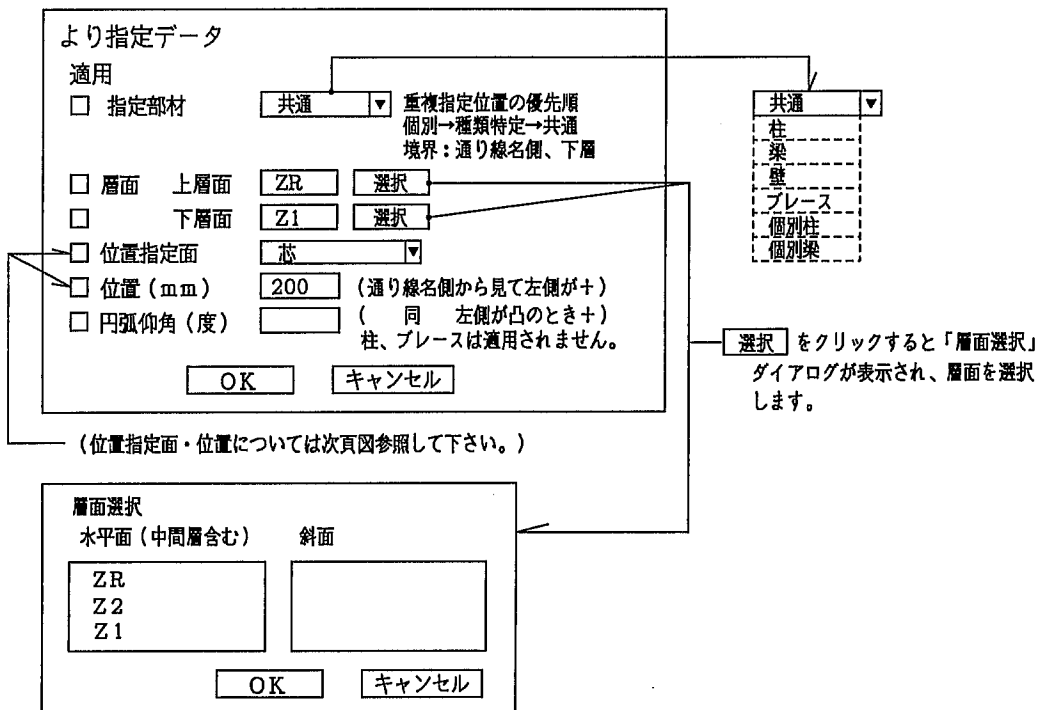 より指定データ
適用
□ 指定部材 共通 ▼ 重複指定位置の優先順
個別→種類特定→共通
境界：通り線名側、下層
□ 層面 上層面 ZR 選択
□ 下層面 Z1 選択
□ 位置指定面 芯 ▼
□ 位置（mm） 200 （通り線名側から見て左側が＋）
□ 円弧仰角（度） （ 同 左側が凸のとき＋）
柱、ブレースは適用されません。
OK キャンセル
共通 ▼
柱
梁
壁
ブレース
個別柱
個別梁
選択 をクリックすると「層面選択」
ダイアログが表示され、層面を選択
します。
（位置指定面・位置については次頁図参照して下さい。）
層面選択
水平面（中間層含む） 斜面
ZR
Z2
Z1
OK キャンセル